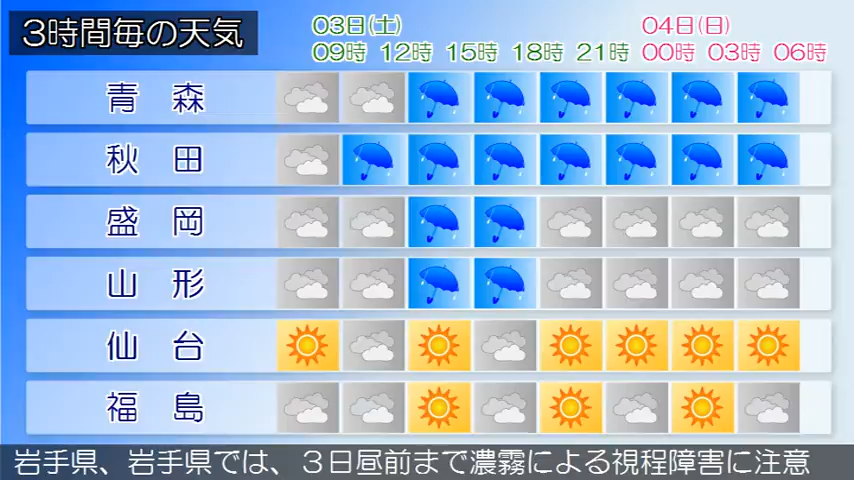 3時間毎の天気
03日(土) 04日(日)
09時 12時 15時 18時 21時 00時 03時 06時
青森
秋田
盛岡
山形
仙台
福島
岩手県、岩手県では、３日昼前まで濃霧による視程障害に注意